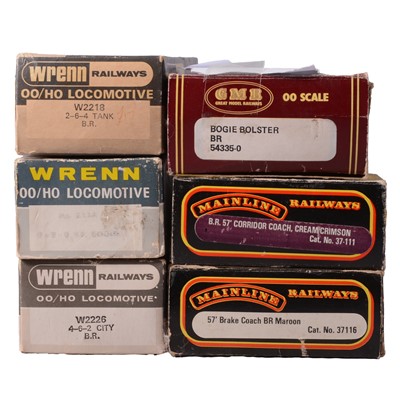 wrenn RAILWAYS
OO/HO LOCOMOTIVE
W2218
2-6-4 TANK
B.R.
WRENN
OO/HO LOCOMOTIVE
wrenn RAILWAYS
OO/HO LOCOMOTIVE
W2226
4-6-2 CITY
B.R.
GMR OO SCALE
GREAT MODEL RAILWAYS
BOGIE BOLSTER
BR
54335-0
MAINLINE RAILWAYS
B.R. 57' CORRIDOR COACH, CREAM/CRIMSON
Cat. No. 37-111
MAINLINE RAILWAYS
57' Brake Coach BR Maroon
Cat. No. 37116